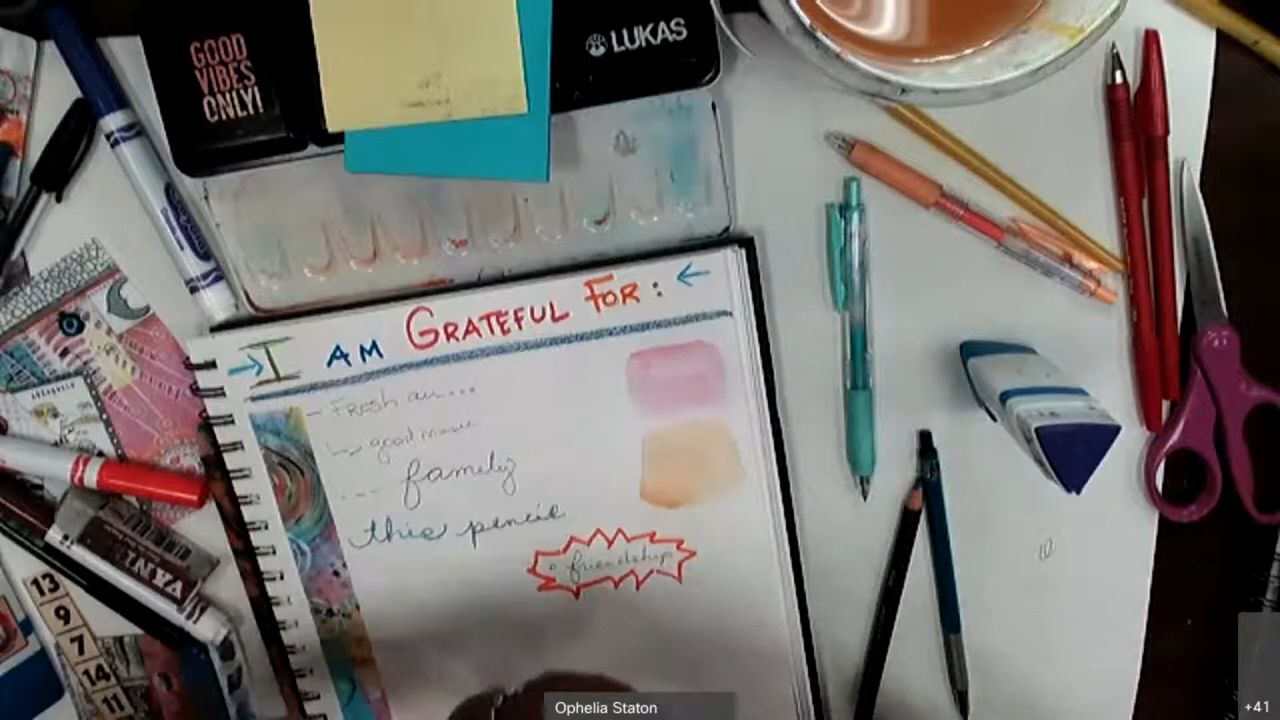 GOOD
VIBES
ONLY!
LUKAS
→ I AM GRATEFUL FOR: ←
- FRESH air...
↳ good music
--- family
this pencil
friendship
13
9
7
14
11
Ophelia Staton
+41